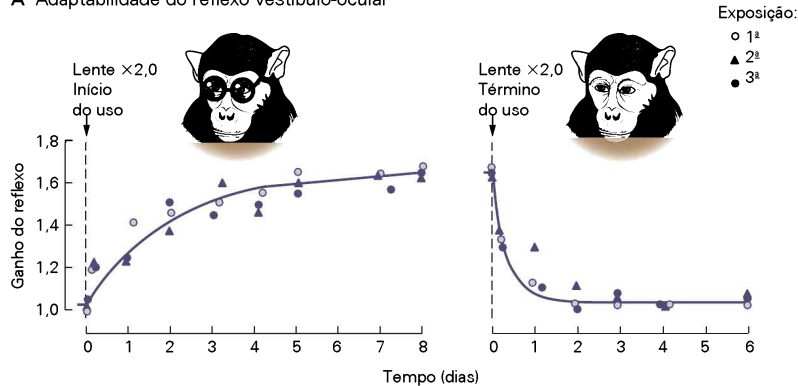 A Adaptabilidade do reflexo vestíbulo-ocular
Exposição:
1ª
2ª
3ª
Lente ×2,0
Início
do uso
Lente ×2,0
Término
do uso
Ganho do reflexo
1,8
1,6
1,4
1,2
1,0
0 1 2 3 4 5 6 7 8
0 1 2 3 4 5 6
Tempo (dias)